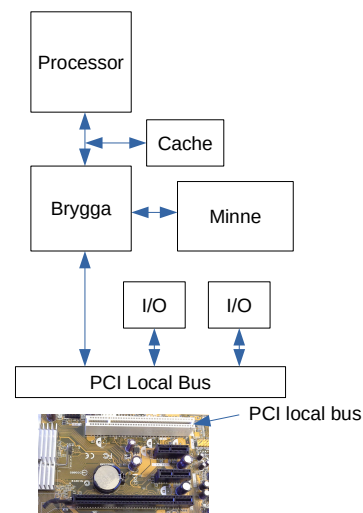 Processor
Cache
Brygga
Minne
I/O
I/O
PCI Local Bus
PCI local bus